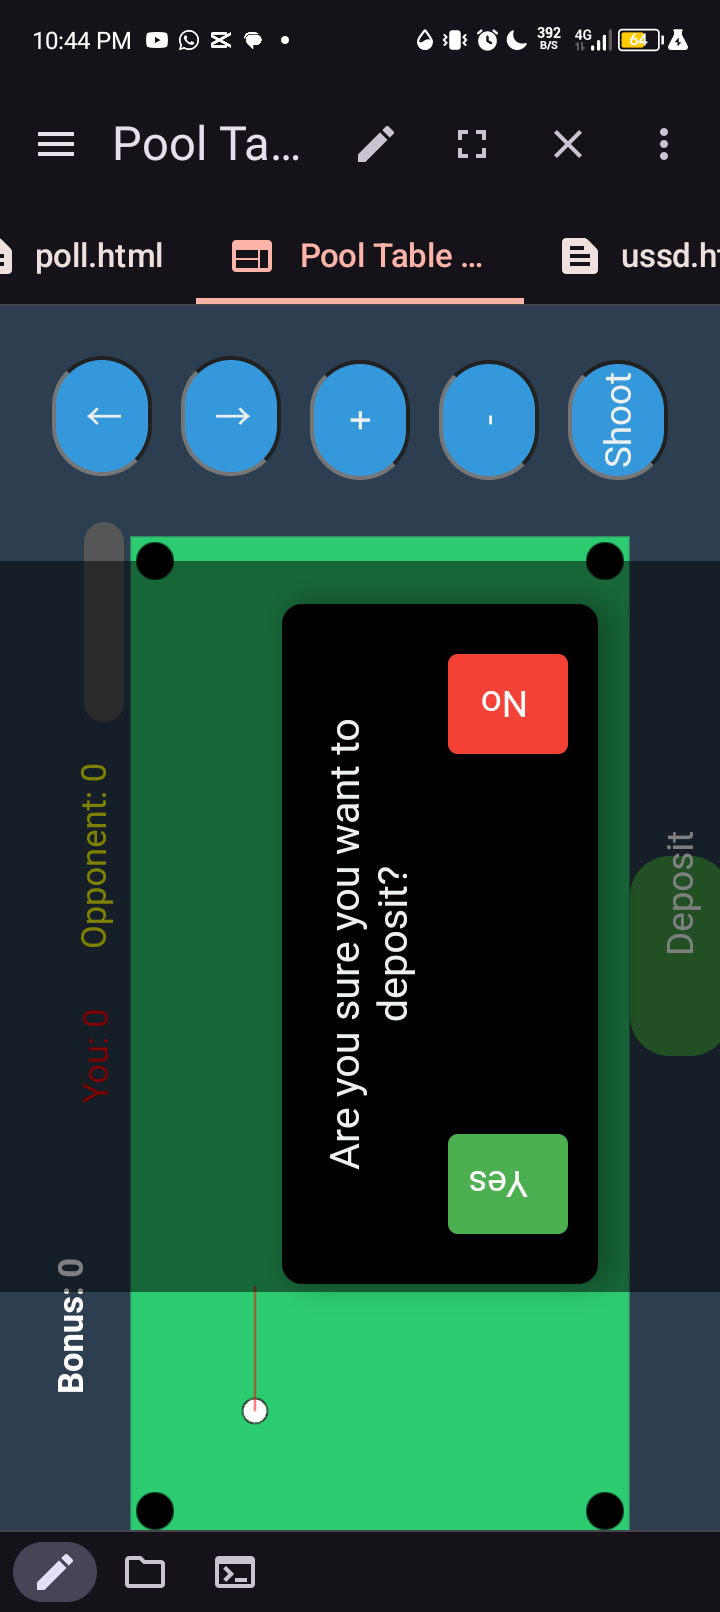 10:44 PM
392
B/S
4G
64
Pool Ta...
poll.html
Pool Table ...
ussd.h
←
→
+
-
Shoot
No
Are you sure you want to
deposit?
Yes
Opponent: 0
You: 0
Bonus: 0
Deposit